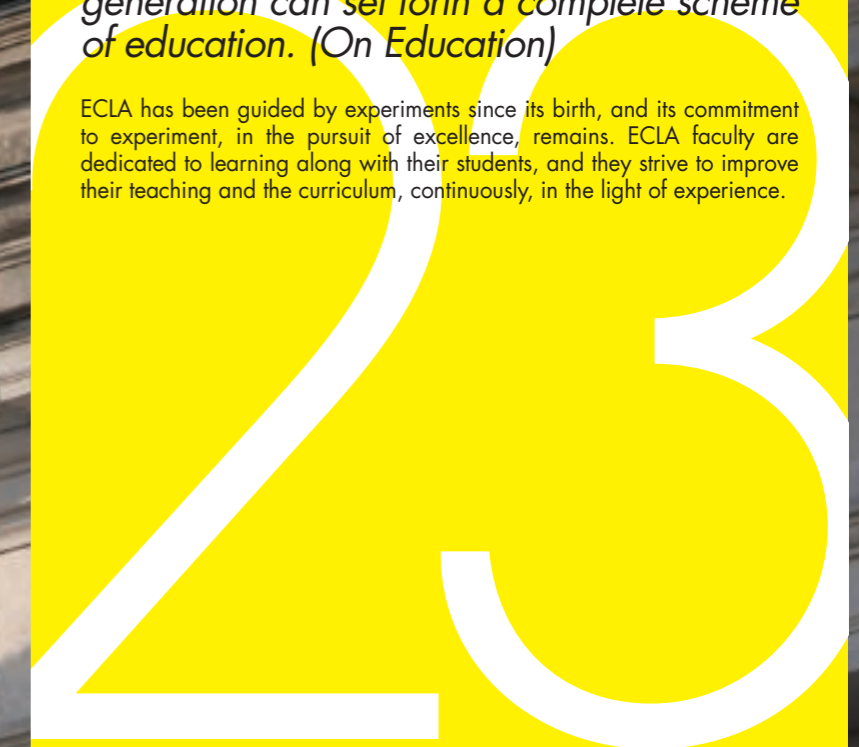 generation can set forth a complete scheme
of education. (On Education)
ECLA has been guided by experiments since its birth, and its commitment
to experiment, in the pursuit of excellence, remains. ECLA faculty are
dedicated to learning along with their students, and they strive to improve
their teaching and the curriculum, continuously, in the light of experience.
23